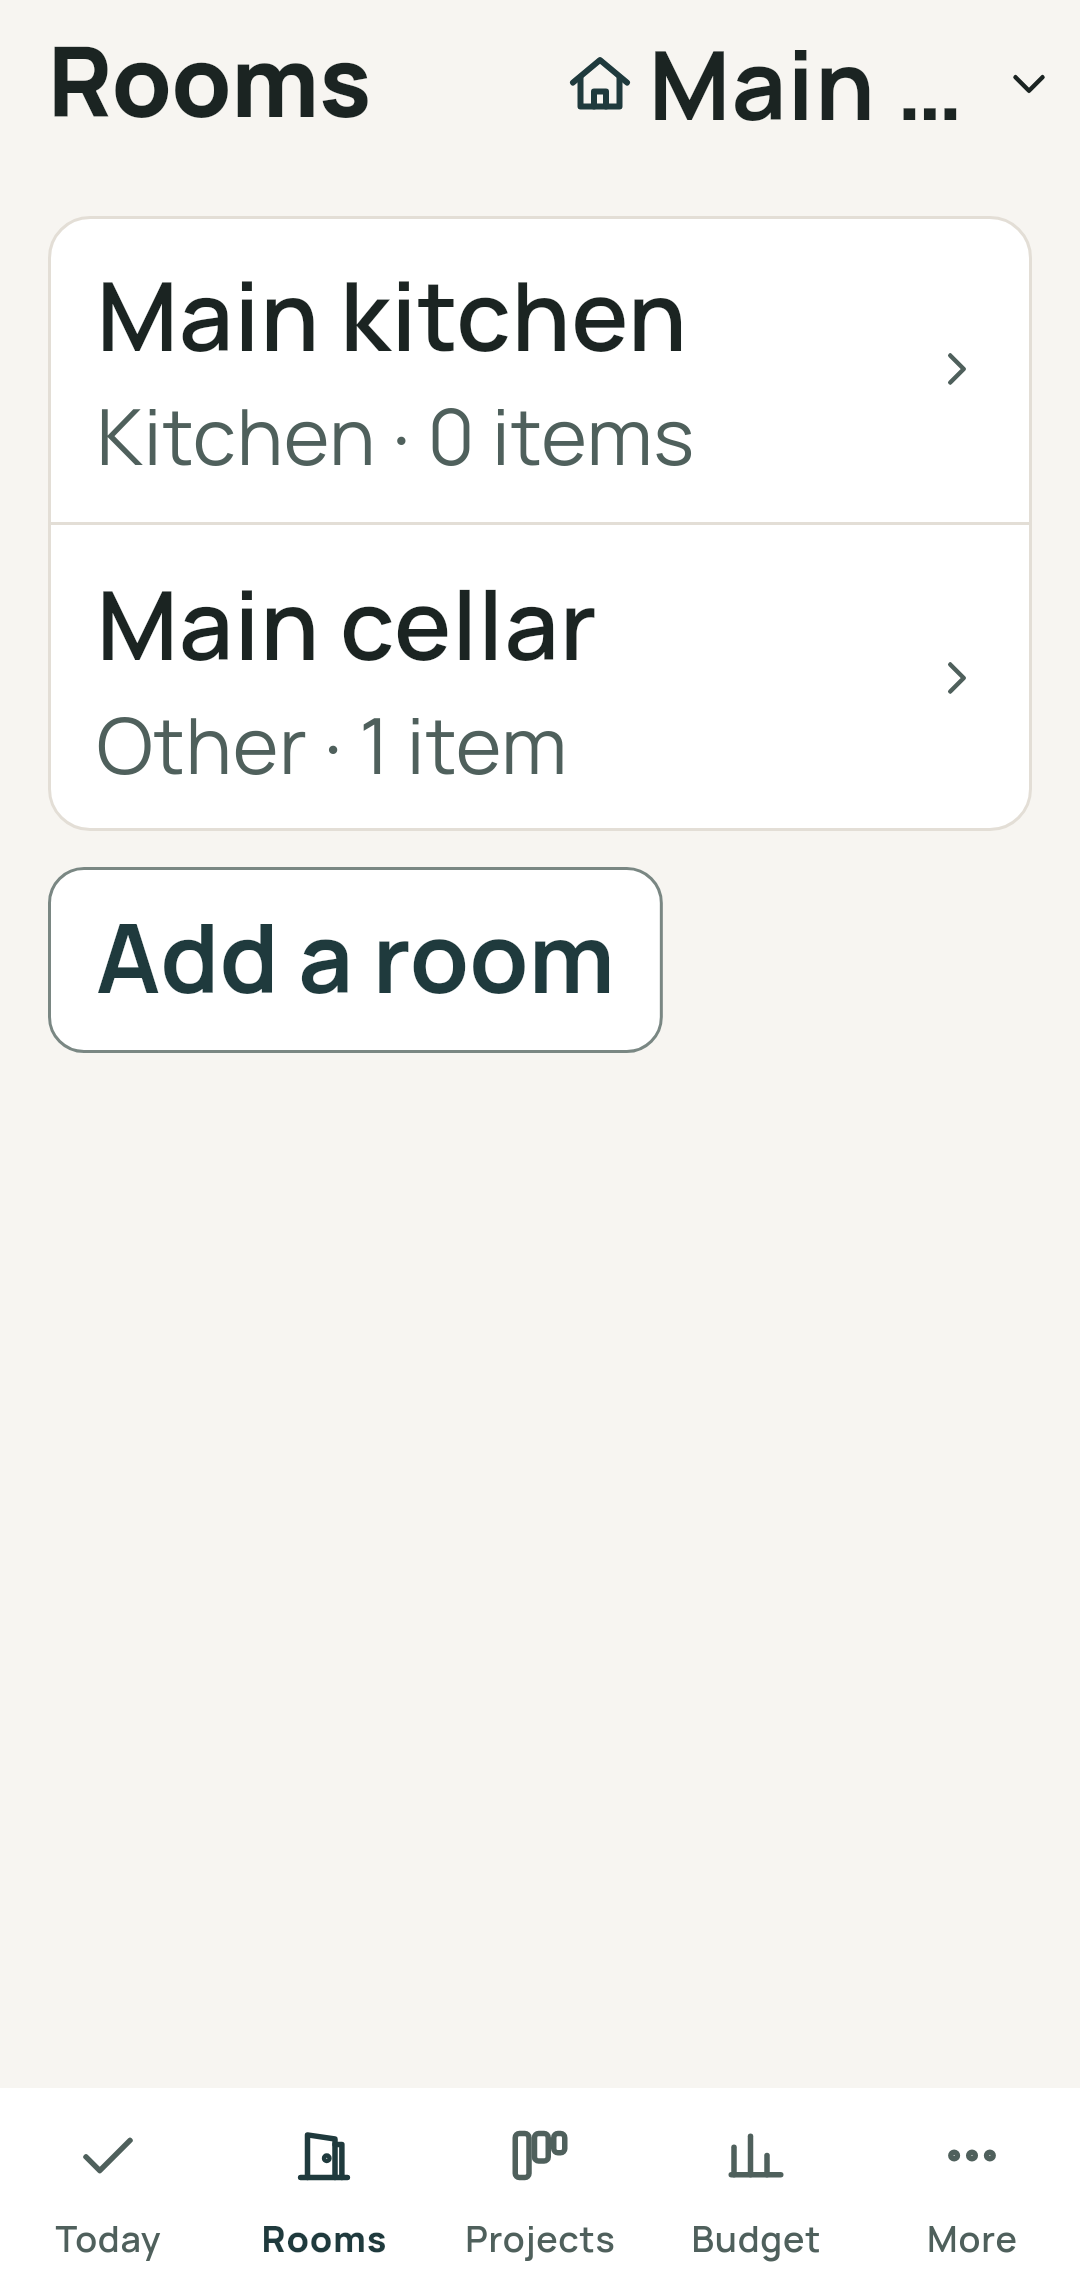 Rooms
Main ...
Main kitchen
Kitchen · 0 items
Main cellar
Other · 1 item
Add a room
Today
Rooms
Projects
Budget
More